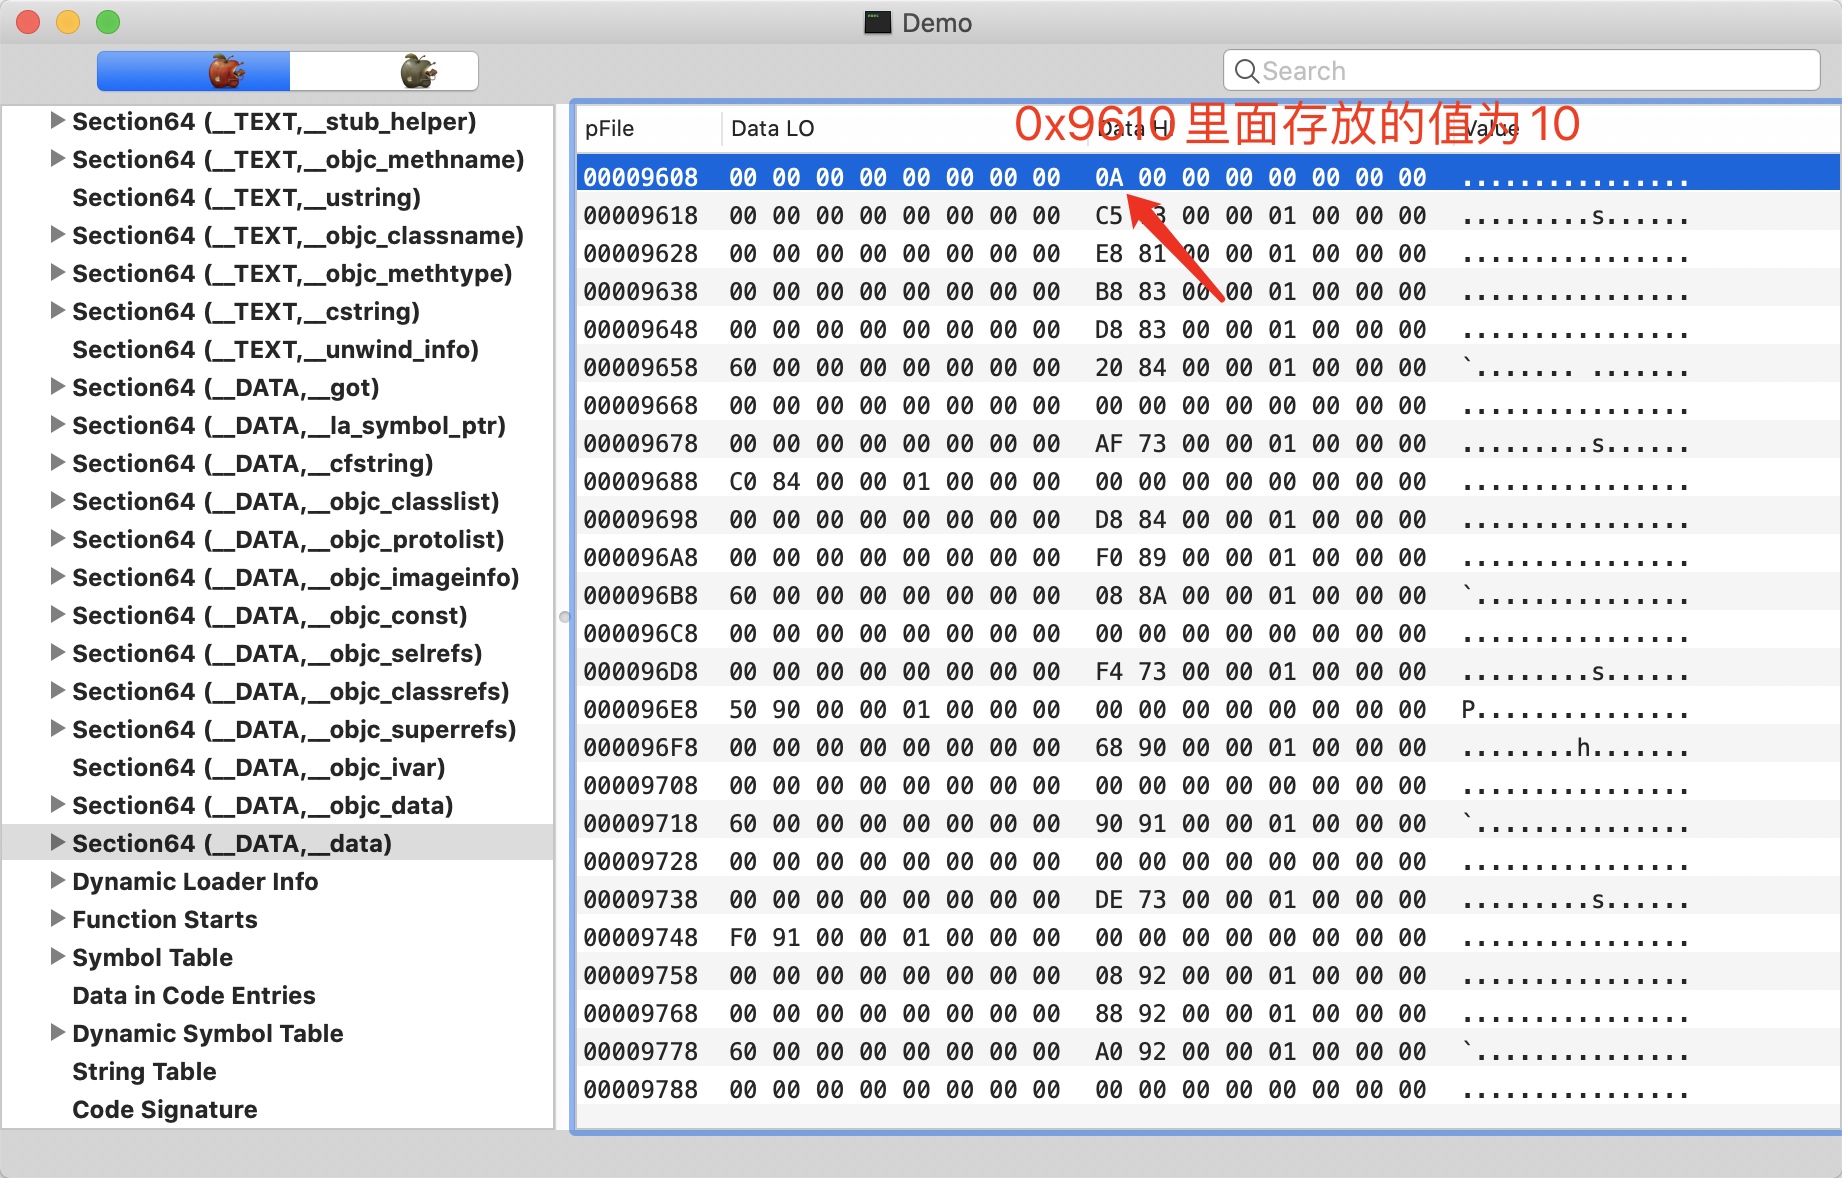 Demo
Search
Section64 (__TEXT,__stub_helper)
Section64 (__TEXT,__objc_methname)
Section64 (__TEXT,__ustring)
Section64 (__TEXT,__objc_classname)
Section64 (__TEXT,__objc_methtype)
Section64 (__TEXT,__cstring)
Section64 (__TEXT,__unwind_info)
Section64 (__DATA,__got)
Section64 (__DATA,__la_symbol_ptr)
Section64 (__DATA,__cfstring)
Section64 (__DATA,__objc_classlist)
Section64 (__DATA,__objc_protolist)
Section64 (__DATA,__objc_imageinfo)
Section64 (__DATA,__objc_const)
Section64 (__DATA,__objc_selrefs)
Section64 (__DATA,__objc_classrefs)
Section64 (__DATA,__objc_superrefs)
Section64 (__DATA,__objc_ivar)
Section64 (__DATA,__objc_data)
Section64 (__DATA,__data)
Dynamic Loader Info
Function Starts
Symbol Table
Data in Code Entries
Dynamic Symbol Table
String Table
Code Signature
0x9610 里面存放的值为 10
pFile Data LO Data H Value
00009608 00 00 00 00 00 00 00 00 0A 00 00 00 00 00 00 00 ................
00009618 00 00 00 00 00 00 00 00 C5 3 00 00 01 00 00 00 .........s......
00009628 00 00 00 00 00 00 00 00 E8 81 00 00 01 00 00 00 ................
00009638 00 00 00 00 00 00 00 00 B8 83 00 00 01 00 00 00 ................
00009648 00 00 00 00 00 00 00 00 D8 83 00 00 01 00 00 00 ................
00009658 60 00 00 00 00 00 00 00 20 84 00 00 01 00 00 00 `....... .......
00009668 00 00 00 00 00 00 00 00 00 00 00 00 00 00 00 00 ................
00009678 00 00 00 00 00 00 00 00 AF 73 00 00 01 00 00 00 .........s......
00009688 C0 84 00 00 01 00 00 00 00 00 00 00 00 00 00 00 ................
00009698 00 00 00 00 00 00 00 00 D8 84 00 00 01 00 00 00 ................
000096A8 00 00 00 00 00 00 00 00 F0 89 00 00 01 00 00 00 ................
000096B8 60 00 00 00 00 00 00 00 08 8A 00 00 01 00 00 00 `...............
000096C8 00 00 00 00 00 00 00 00 00 00 00 00 00 00 00 00 ................
000096D8 00 00 00 00 00 00 00 00 F4 73 00 00 01 00 00 00 .........s......
000096E8 50 90 00 00 01 00 00 00 00 00 00 00 00 00 00 00 P...............
000096F8 00 00 00 00 00 00 00 00 68 90 00 00 01 00 00 00 ........h.......
00009708 00 00 00 00 00 00 00 00 00 00 00 00 00 00 00 00 ................
00009718 60 00 00 00 00 00 00 00 90 91 00 00 01 00 00 00 `...............
00009728 00 00 00 00 00 00 00 00 00 00 00 00 00 00 00 00 ................
00009738 00 00 00 00 00 00 00 00 DE 73 00 00 01 00 00 00 .........s......
00009748 F0 91 00 00 01 00 00 00 00 00 00 00 00 00 00 00 ................
00009758 00 00 00 00 00 00 00 00 08 92 00 00 01 00 00 00 ................
00009768 00 00 00 00 00 00 00 00 88 92 00 00 01 00 00 00 ................
00009778 60 00 00 00 00 00 00 00 A0 92 00 00 01 00 00 00 `...............
00009788 00 00 00 00 00 00 00 00 00 00 00 00 00 00 00 00 ................